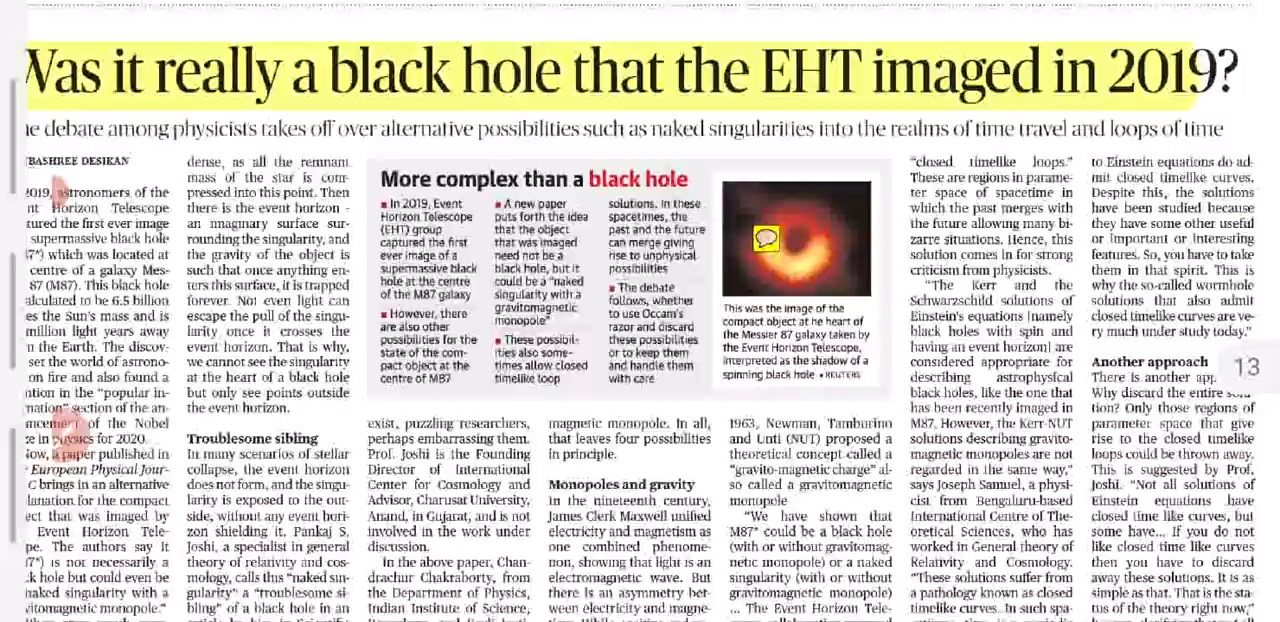 Was it really a black hole that the EHT imaged in 2019?
e debate among physicists takes off over alternative possibilities such as naked singularities into the realms of time travel and loops of time
BASHREE DESIKAN
2019, astronomers of the
nt Horizon Telescope
tured the first ever image
supermassive black hole
7*) which was located at
centre of a galaxy Mes-
87 (M87). This black hole
alculated to be 6.5 billion
es the Sun's mass and is
million light years away
n the Earth. The discov-
set the world of astrono-
on fire and also found a
ntion in the "popular in-
nation" section of the an-
ncement of the Nobel
ze in physics for 2020.
Now, a paper published in
European Physical Jour-
C brings in an alternative
lanation for the compact
ect that was imaged by
Event Horizon Tele-
pe. The authors say it
7*) is not necessarily a
k hole but could even be
naked singularity with a
vitomagnetic monopole."
dense, as all the remnant
mass of the star is com-
pressed into this point. Then
there is the event horizon -
an imaginary surface sur-
rounding the singularity, and
the gravity of the object is
such that once anything en-
ters this surface, it is trapped
forever. Not even light can
escape the pull of the singu-
larity once it crosses the
event horizon. That is why,
we cannot see the singularity
at the heart of a black hole
but only see points outside
the event horizon.
Troublesome sibling
In many scenarios of stellar
collapse, the event horizon
does not form, and the singu-
larity is exposed to the out-
side, without any event hori-
zon shielding it. Pankaj S.
Joshi, a specialist in general
theory of relativity and cos-
mology, calls this "naked sin-
gularity" a "troublesome si-
bling" of a black hole in an
More complex than a black hole
In 2019, Event
Horizon Telescope
(EHT) group
captured the first
ever image of a
supermassive black
hole at the centre
of the M87 galaxy
However, there
are also other
possibilities for the
state of the com-
pact object at the
centre of M87
A new paper
puts forth the idea
that the object
that was imaged
need not be a
black hole, but it
could be a "naked
singularity with a
gravitomagnetic
monopole"
These possibil-
ities also some-
times allow closed
timelike loop
solutions. In these
spacetimes, the
past and the future
can merge giving
rise to unphysical
possibilities
The debate
follows, whether
to use Occam's
razor and discard
these possibilities
or to keep them
and handle them
with care
This was the image of the
compact object at he heart of
the Messier 87 galaxy taken by
the Event Horizon Telescope,
interpreted as the shadow of a
spinning black hole • REUTERS
exist, puzzling researchers,
perhaps embarrassing them.
Prof. Joshi is the Founding
Director of International
Center for Cosmology and
Advisor, Charusat University,
Anand, in Gujarat, and is not
involved in the work under
discussion.
In the above paper, Chan-
drachur Chakraborty, from
the Department of Physics,
Indian Institute of Science,
magnetic monopole. In all,
that leaves four possibilities
in principle.
Monopoles and gravity
In the nineteenth century,
James Clerk Maxwell unified
electricity and magnetism as
one combined phenome-
non, showing that light is an
electromagnetic wave. But
there is an asymmetry bet-
ween electricity and magne-
1963, Newman, Tamburino
and Unti (NUT) proposed a
theoretical concept called a
"gravito-magnetic charge" al-
so called a gravitomagnetic
monopole
"We have shown that
M87* could be a black hole
(with or without gravitomag-
netic monopole) or a naked
singularity (with or without
gravitomagnetic monopole)
... The Event Horizon Tele-
"closed timelike loops."
These are regions in parame-
ter space of spacetime in
which the past merges with
the future allowing many bi-
zarre situations. Hence, this
solution comes in for strong
criticism from physicists.
"The Kerr and the
Schwarzschild solutions of
Einstein's equations [namely
black holes with spin and
having an event horizon] are
considered appropriate for
describing astrophysical
black holes, like the one that
has been recently imaged in
M87. However, the Kerr-NUT
solutions describing gravito-
magnetic monopoles are not
regarded in the same way,"
says Joseph Samuel, a physi-
cist from Bengaluru-based
International Centre of The-
oretical Sciences, who has
worked in General theory of
Relativity and Cosmology.
"These solutions suffer from
a pathology known as closed
timelike curves. In such spa-
to Einstein equations do ad-
mit closed timelike curves.
Despite this, the solutions
have been studied because
they have some other useful
or important or interesting
features. So, you have to take
them in that spirit. This is
why the so-called wormhole
solutions that also admit
closed timelike curves are ve-
ry much under study today."
Another approach
There is another app
Why discard the entire
tion? Only those regions of
parameter space that give
rise to the closed timelike
loops could be thrown away.
This is suggested by Prof.
Joshi. "Not all solutions of
Einstein equations have
closed time like curves, but
some have... If you do not
like closed time like curves
then you have to discard
away these solutions. It is as
simple as that. That is the sta-
tus of the theory right now,"
13